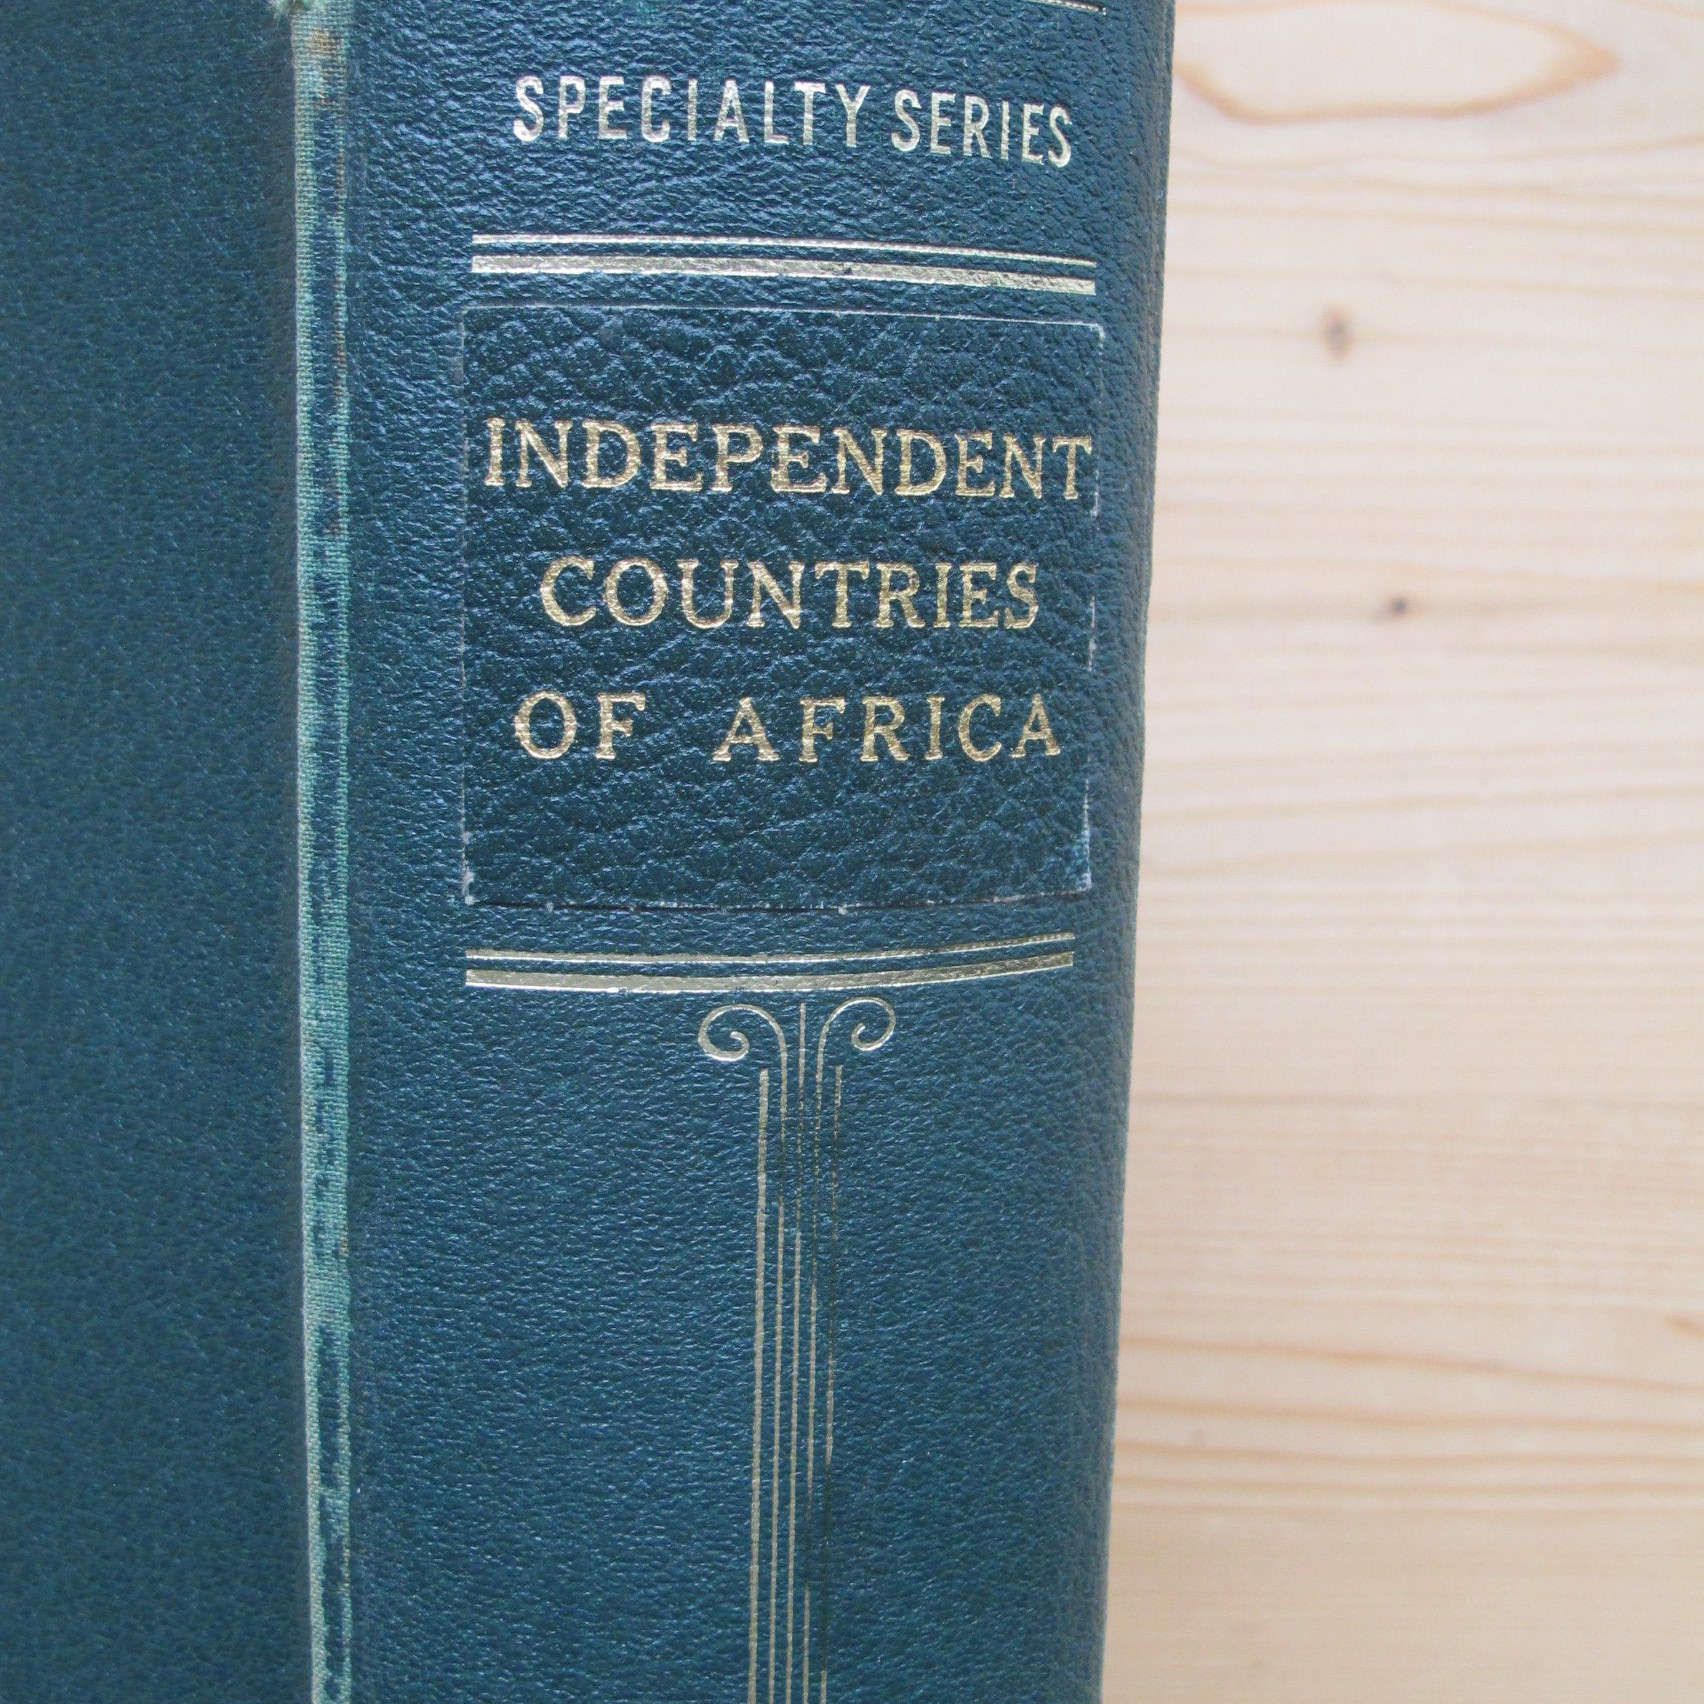 SPECIALTY SERIES
INDEPENDENT
COUNTRIES
OF AFRICA